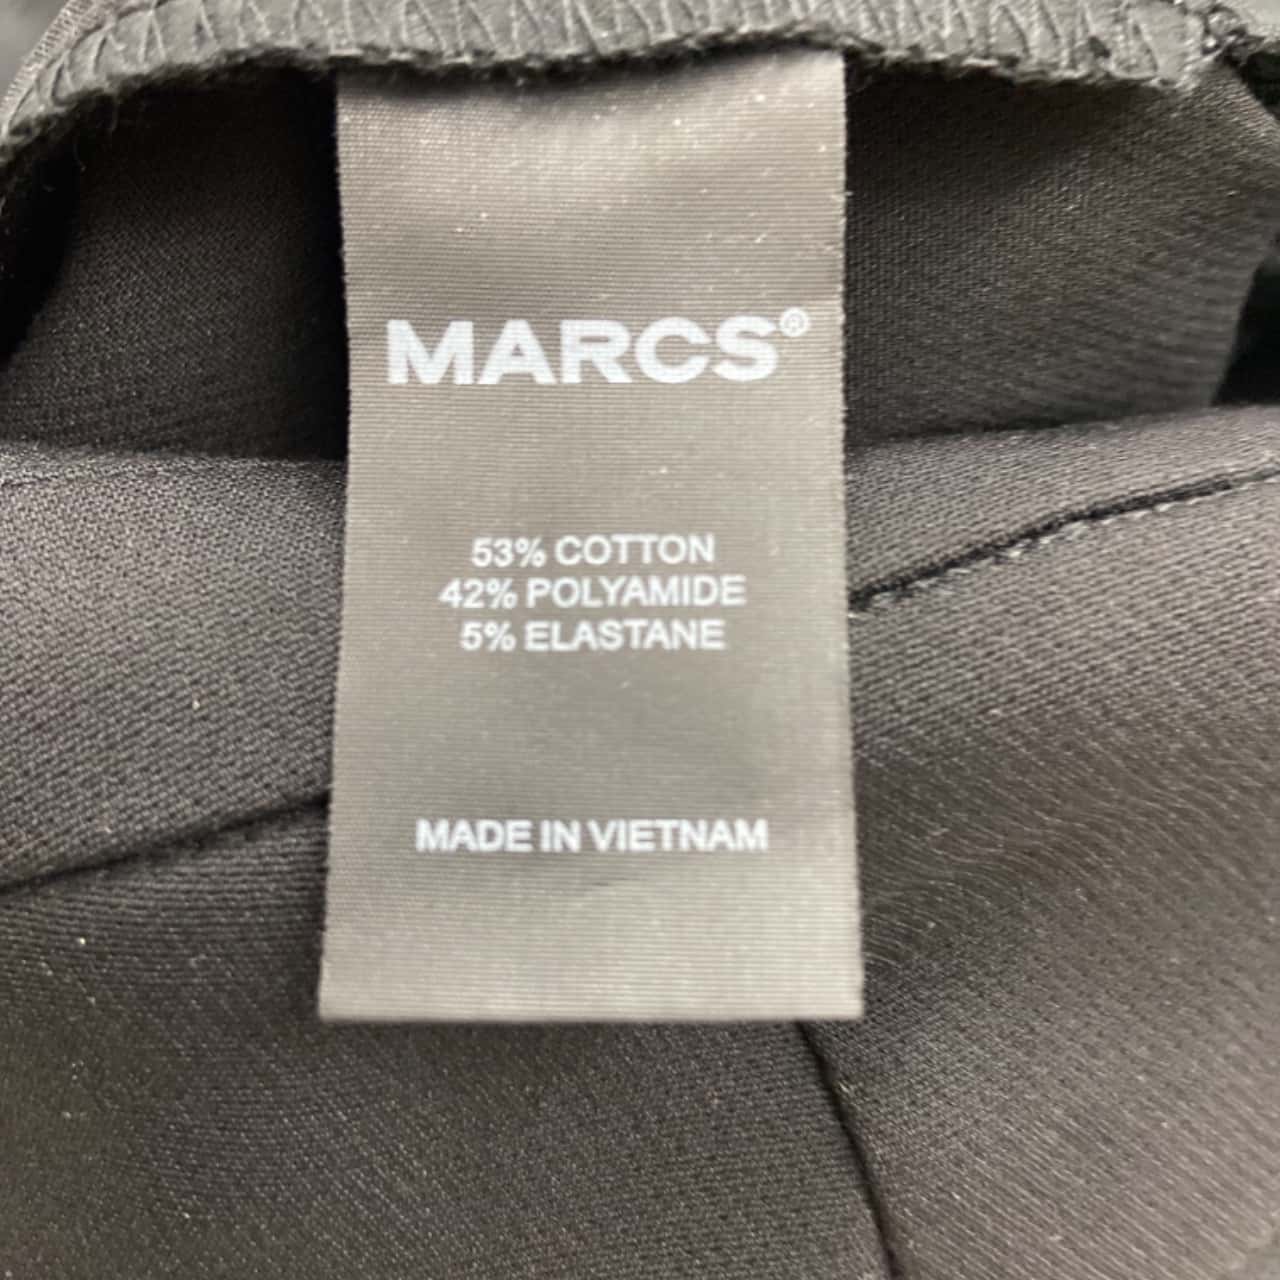 MARCS®
53% COTTON
42% POLYAMIDE
5% ELASTANE
MADE IN VIETNAM